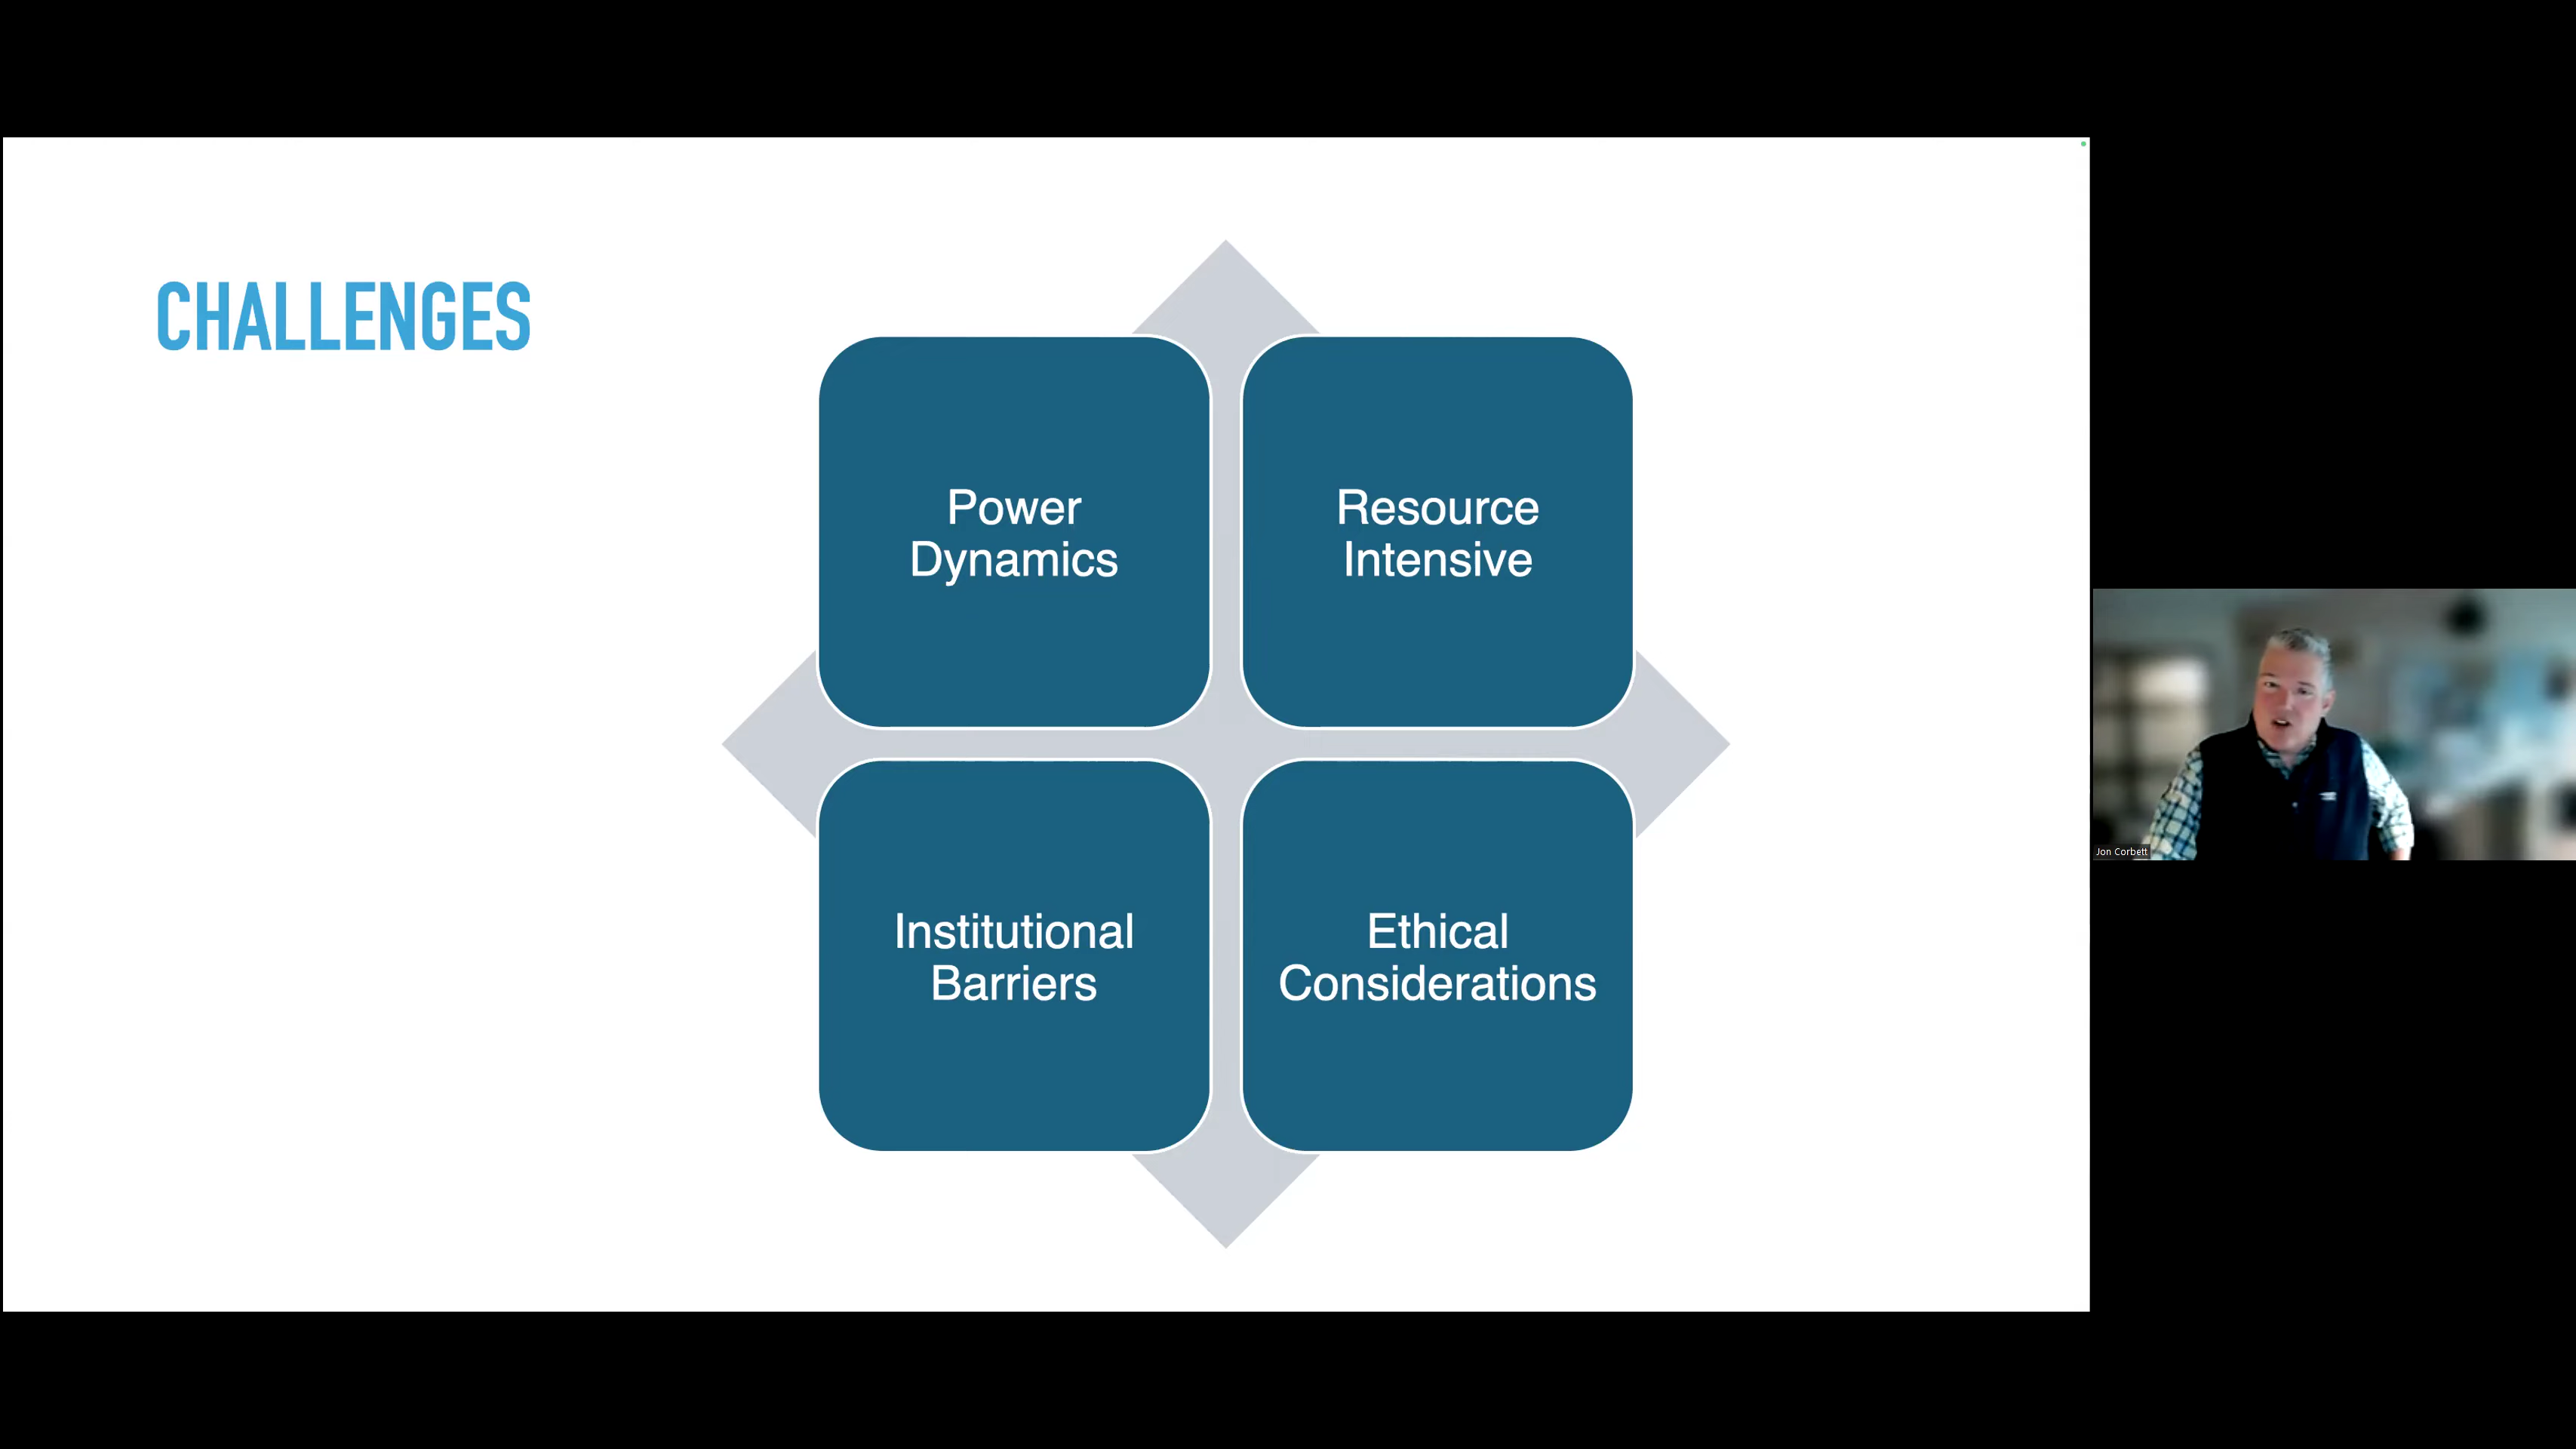 CHALLENGES
Power
Dynamics
Resource
Intensive
Institutional
Barriers
Ethical
Considerations
Jon Corbett